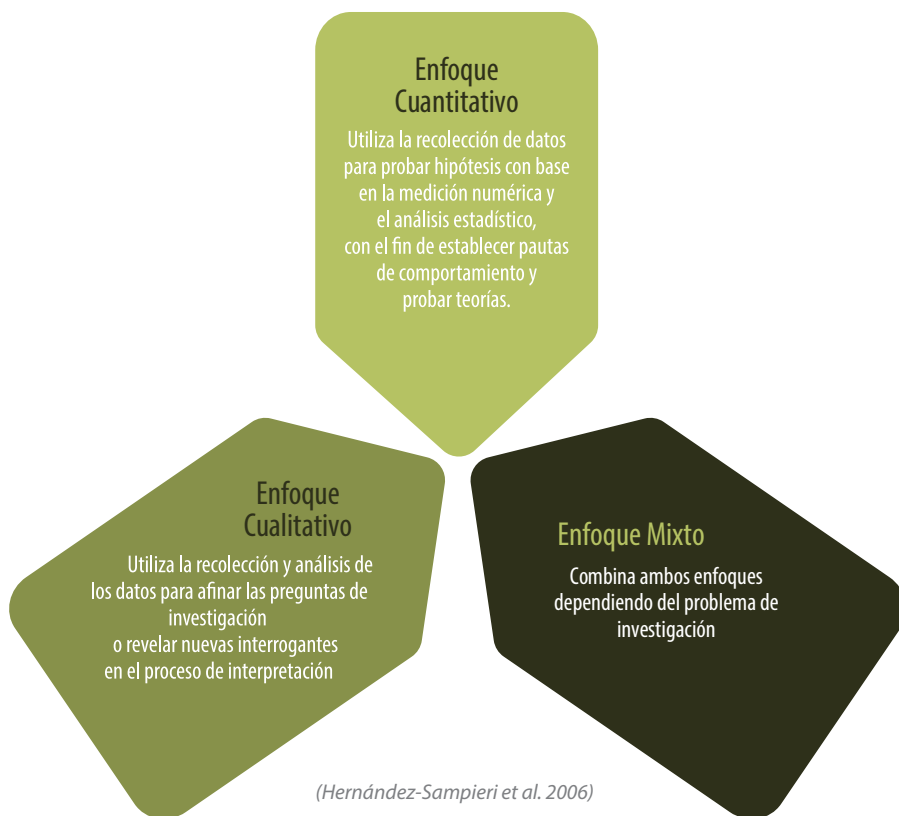 Enfoque
Cuantitativo
Utiliza la recolección de datos
para probar hipótesis con base
en la medición numérica y
el análisis estadístico,
con el fin de establecer pautas
de comportamiento y
probar teorías.
Enfoque
Cualitativo
Utiliza la recolección y análisis de
los datos para afinar las preguntas de
investigación
o revelar nuevas interrogantes
en el proceso de interpretación
Enfoque Mixto
Combina ambos enfoques
dependiendo del problema de
investigación
(Hernández-Sampieri et al. 2006)